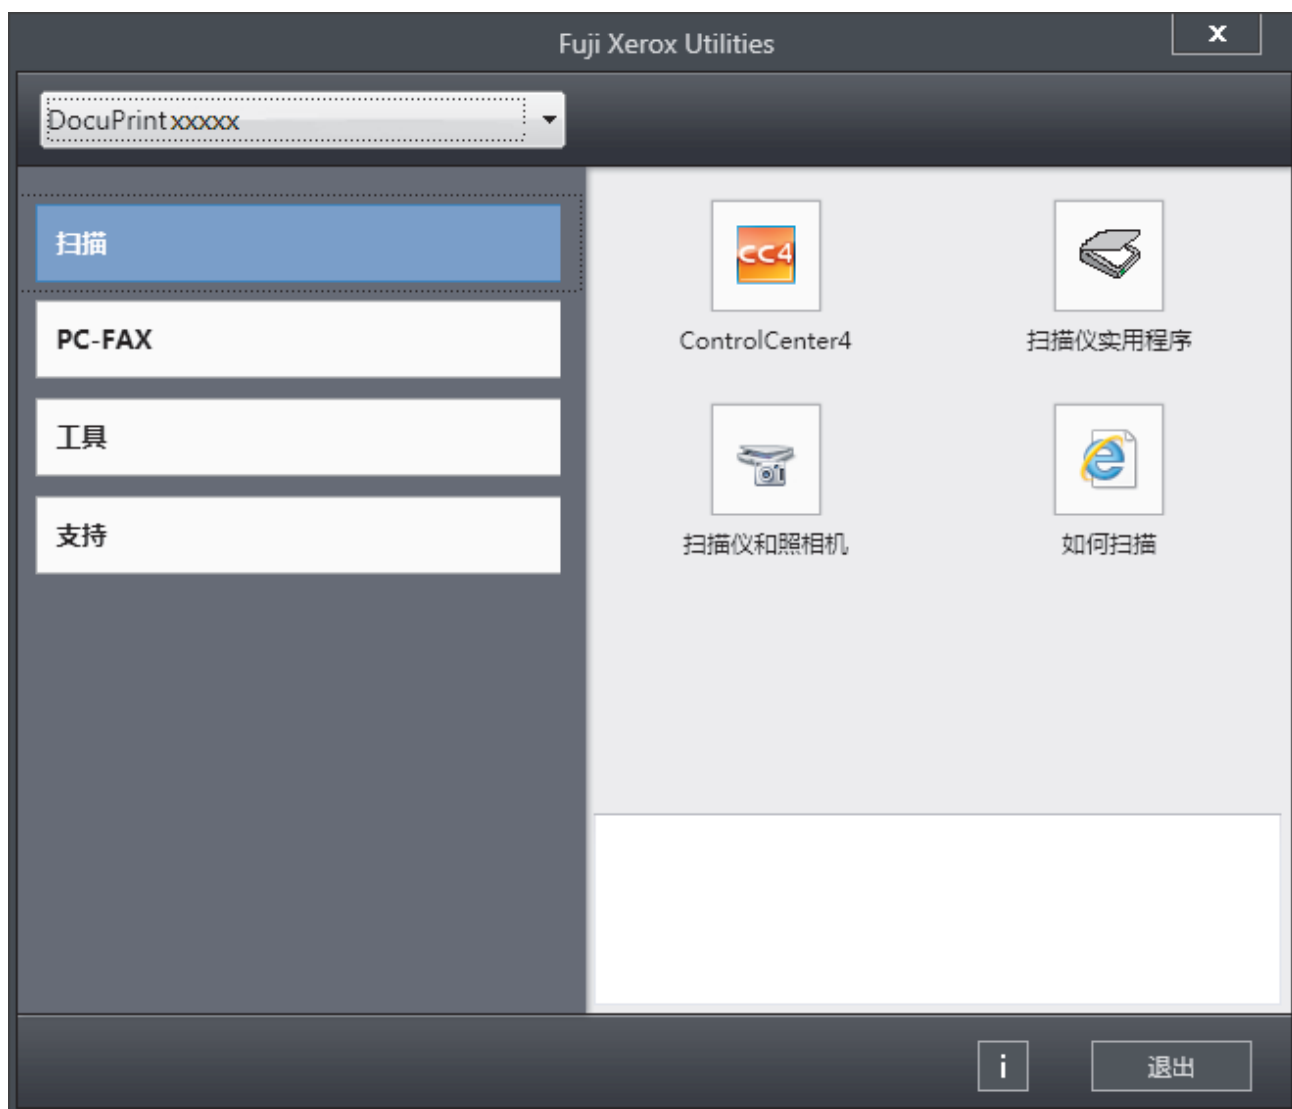 Fuji Xerox Utilities
x
DocuPrint xxxxx
扫描
PC-FAX
工具
支持
CC4
ControlCenter4
扫描仪实用程序
扫描仪和照相机
如何扫描
i
退出